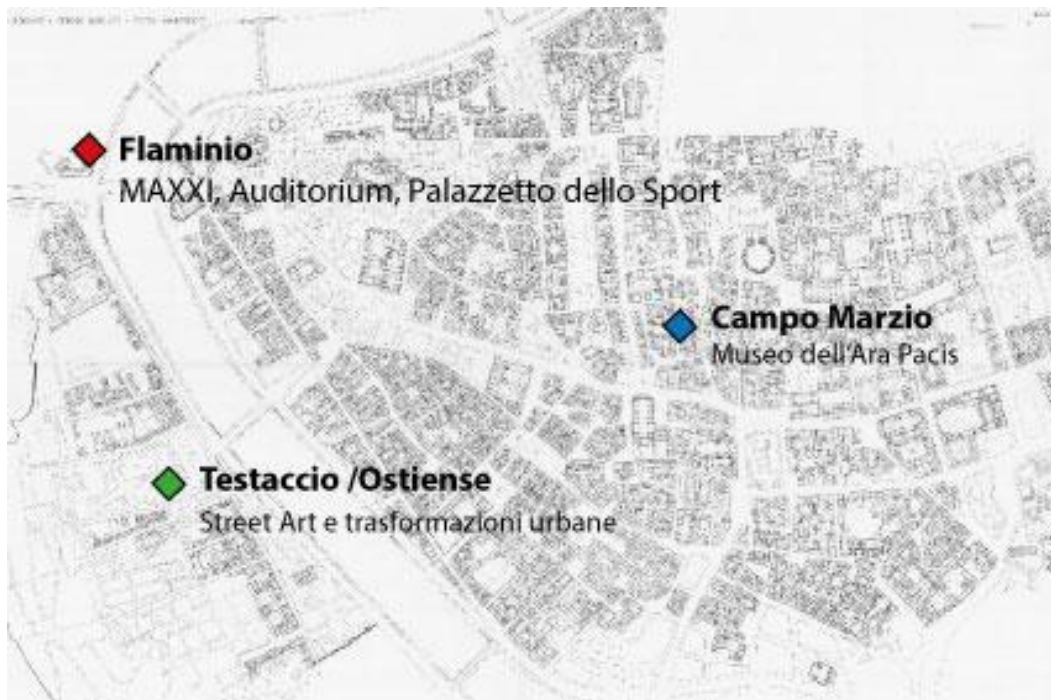 Flaminio
MAXXI, Auditorium, Palazzetto dello Sport
Campo Marzio
Museo dell'Ara Pacis
Testaccio /Ostiense
Street Art e trasformazioni urbane